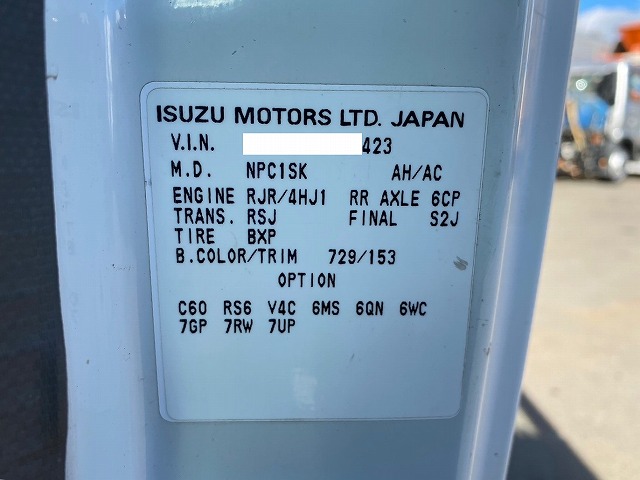 ISUZU MOTORS LTD. JAPAN
V.I.N. 423
M.D. NPC1SK AH/AC
ENGINE RJR/4HJ1 RR AXLE 6CP
TRANS. RSJ FINAL S2J
TIRE BXP
B.COLOR/TRIM 729/153
OPTION
C60 RS6 V4C 6MS 6QN 6WC
7GP 7RW 7UP